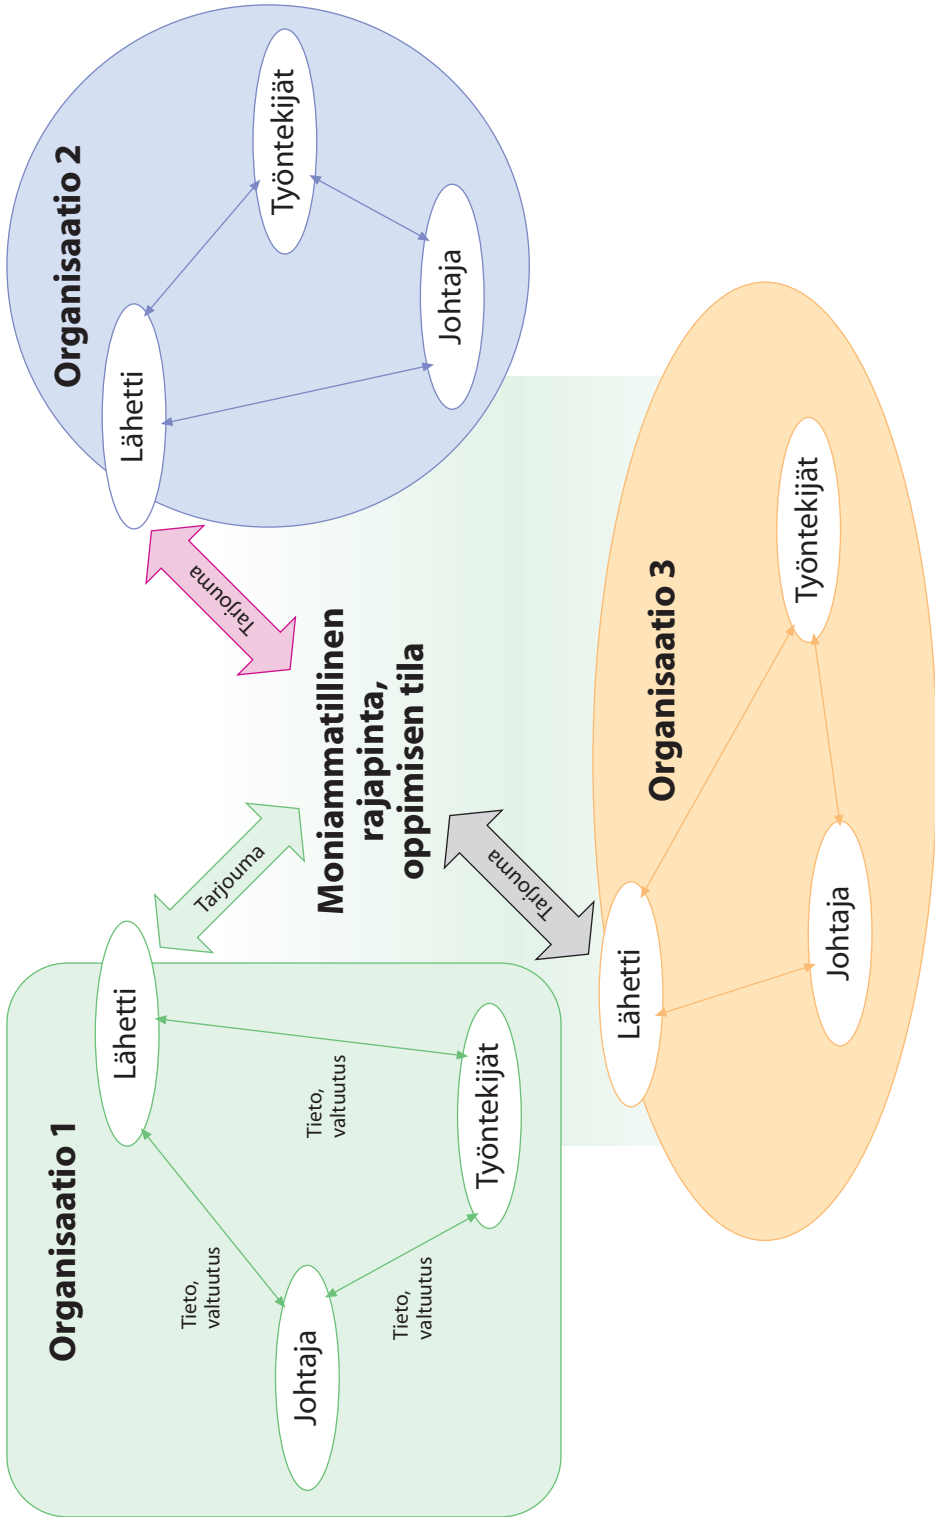 Organisaatio 1
Lähetti
Tieto,
valtuutus
Johtaja
Tieto,
valtuutus
Tieto,
valtuutus
Työntekijät
Tarjouma
Moniammatillinen
rajapinta,
oppimisen tila
Tarjouma
Tarjouma
Organisaatio 2
Lähetti
Työntekijät
Johtaja
Organisaatio 3
Lähetti
Työntekijät
Johtaja